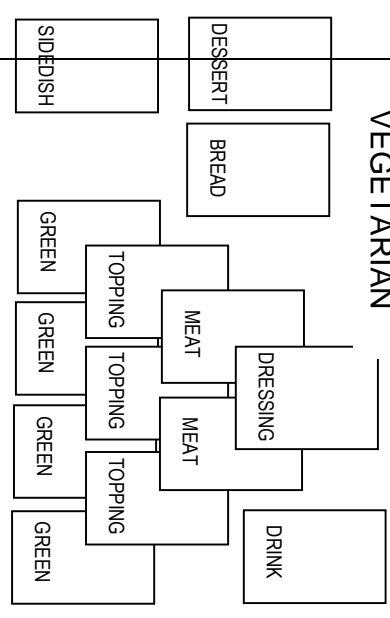 VEGETARIAN
DESSERT
SIDEDISH
BREAD
DRESSING
DRINK
MEAT
MEAT
TOPPING
TOPPING
TOPPING
GREEN
GREEN
GREEN
GREEN